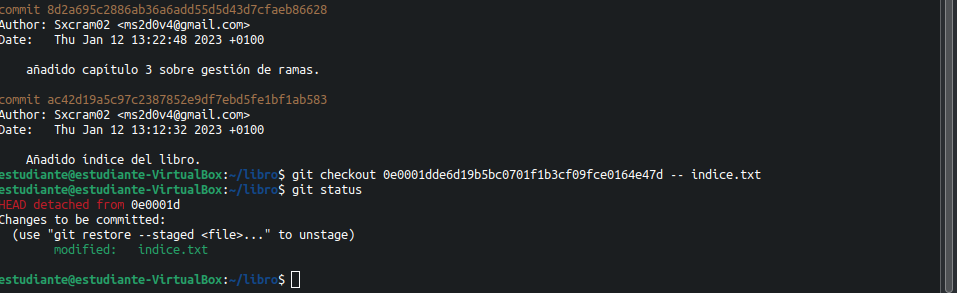 commit 8d2a695c2886ab36a6add55d5d43d7cfaeb86628
Author: Sxcram02 <ms2d0v4@gmail.com>
Date:   Thu Jan 12 13:22:48 2023 +0100
añadido capítulo 3 sobre gestión de ramas.
commit ac42d19a5c97c2387852e9df7ebd5fe1bf1ab583
Author: Sxcram02 <ms2d0v4@gmail.com>
Date:   Thu Jan 12 13:12:32 2023 +0100
Añadido indice del libro.
estudiante@estudiante-VirtualBox:~/libro$ git checkout 0e0001dde6d19b5bc0701f1b3cf09fce0164e47d -- indice.txt
estudiante@estudiante-VirtualBox:~/libro$ git status
HEAD detached from 0e0001d
Changes to be committed:
(use "git restore --staged <file>..." to unstage)
modified:   indice.txt
estudiante@estudiante-VirtualBox:~/libro$